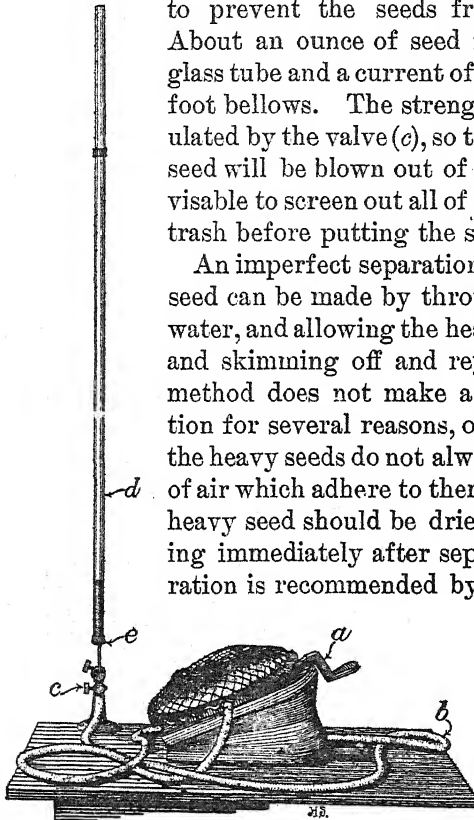 to prevent the seeds fr
About an ounce of seed
glass tube and a current of
foot bellows. The streng
ulated by the valve (c), so t
seed will be blown out of
visable to screen out all of
trash before putting the s
An imperfect separation
seed can be made by thro
water, and allowing the hea
and skimming off and re
method does not make a
tion for several reasons, o
the heavy seeds do not alw
of air which adhere to ther
heavy seed should be drie
ing immediately after sep
ration is recommended by
d
e
a
c
b
HS.